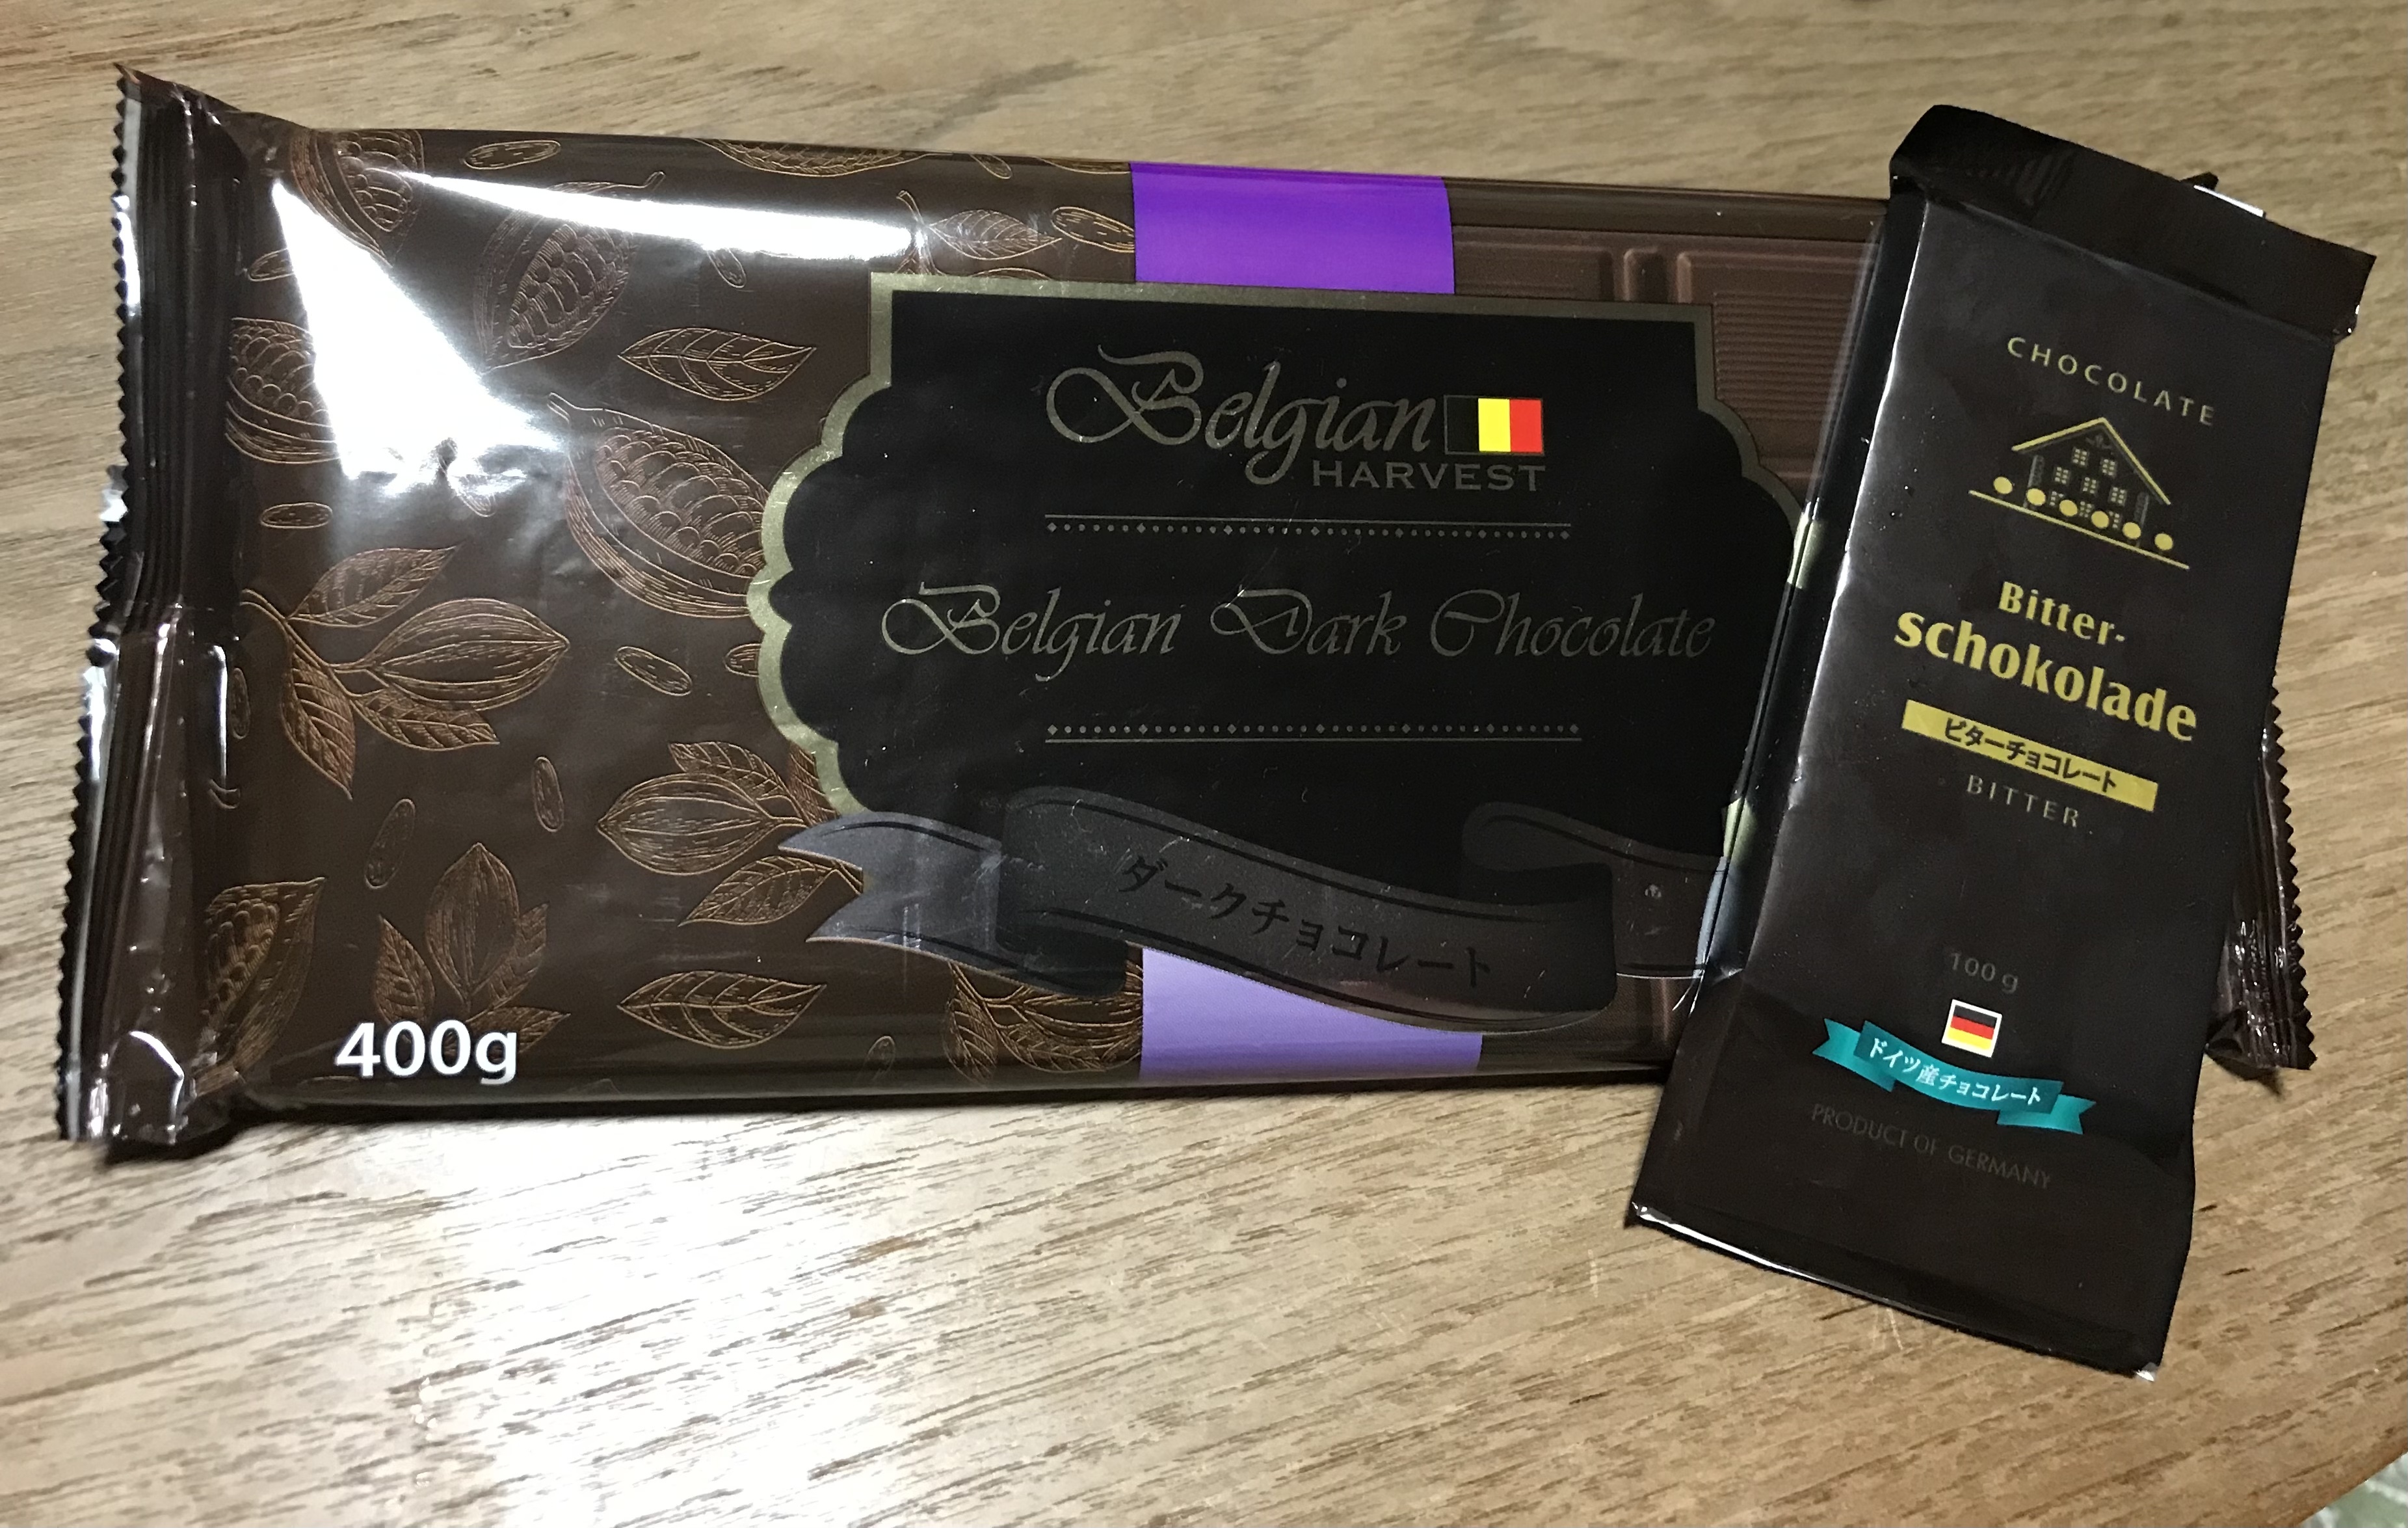 Belgian
HARVEST
Belgian Dark Chocolate
ダークチョコレート
400g
CHOCOLATE
Bitter-
schokolade
ビターチョコレート
BITTER
100 g
ドイツ産チョコレート
PRODUCT OF GERMANY